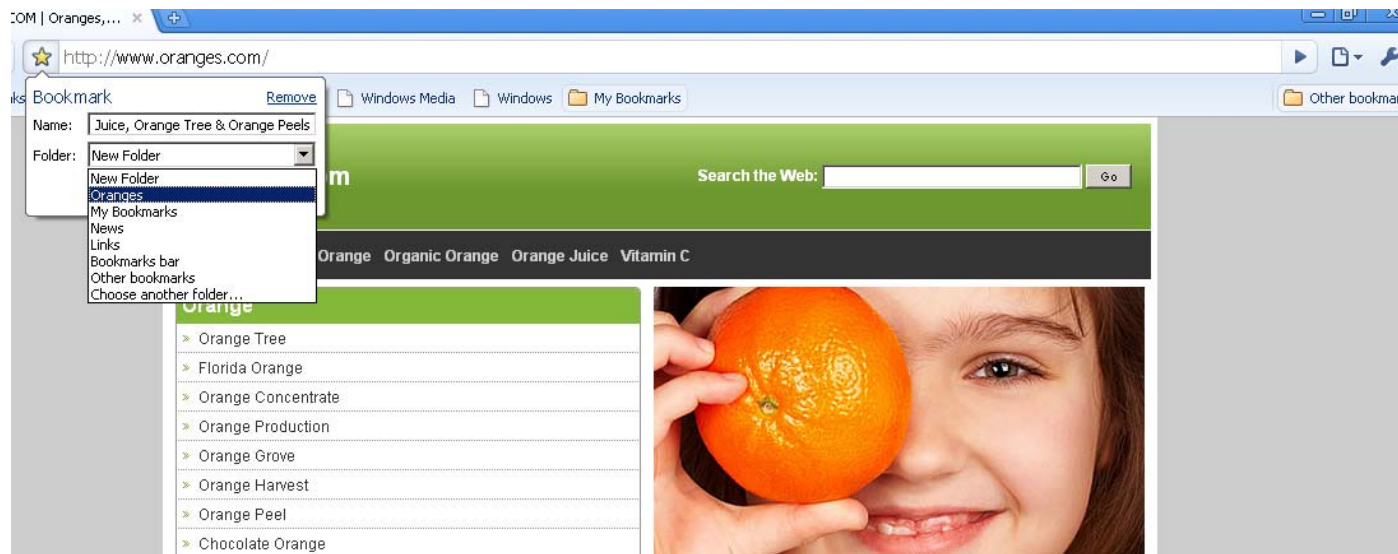 COM | Oranges,...
http://www.oranges.com/
Bookmark Remove
Windows Media Windows My Bookmarks Other bookmar
Name: Juice, Orange Tree & Orange Peels
Folder: New Folder
New Folder
Oranges
My Bookmarks
News
Links
Bookmarks bar
Other bookmarks
Choose another folder...
Search the Web: Go
Orange Organic Orange Orange Juice Vitamin C
Orange
Orange Tree
Florida Orange
Orange Concentrate
Orange Production
Orange Grove
Orange Harvest
Orange Peel
Chocolate Orange